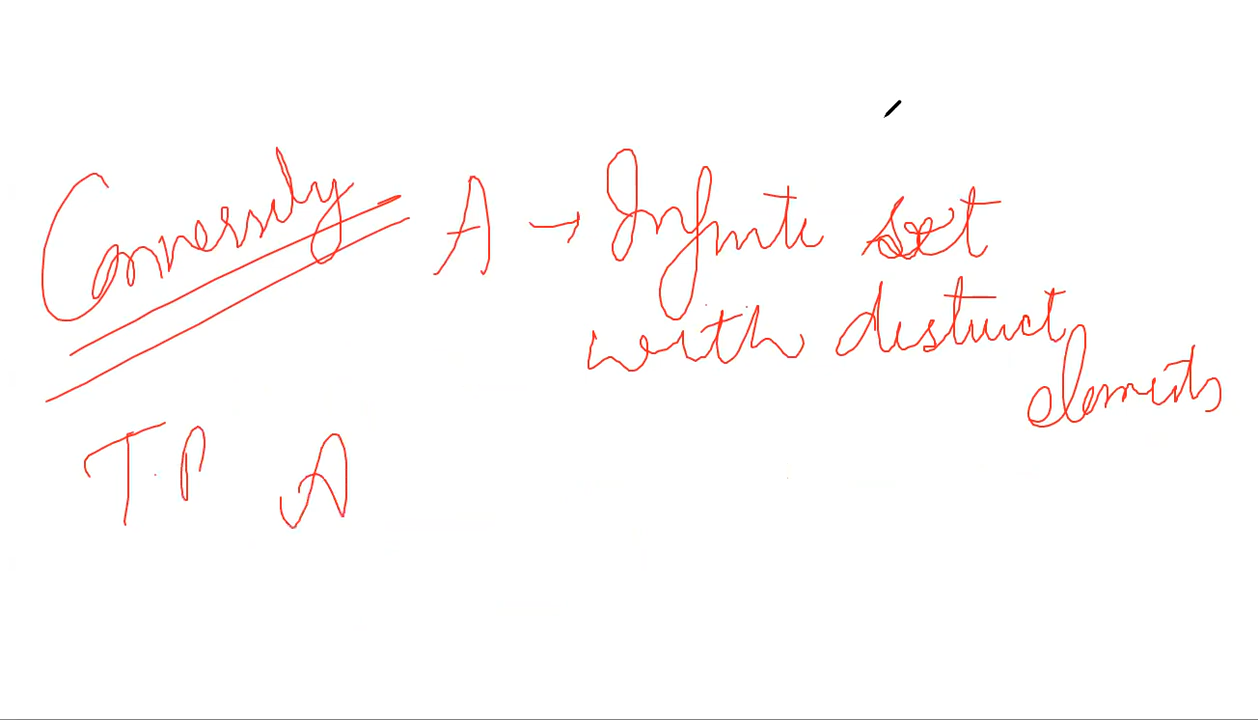 Conversely A → Infinite set
with distinct
elements
T.P A